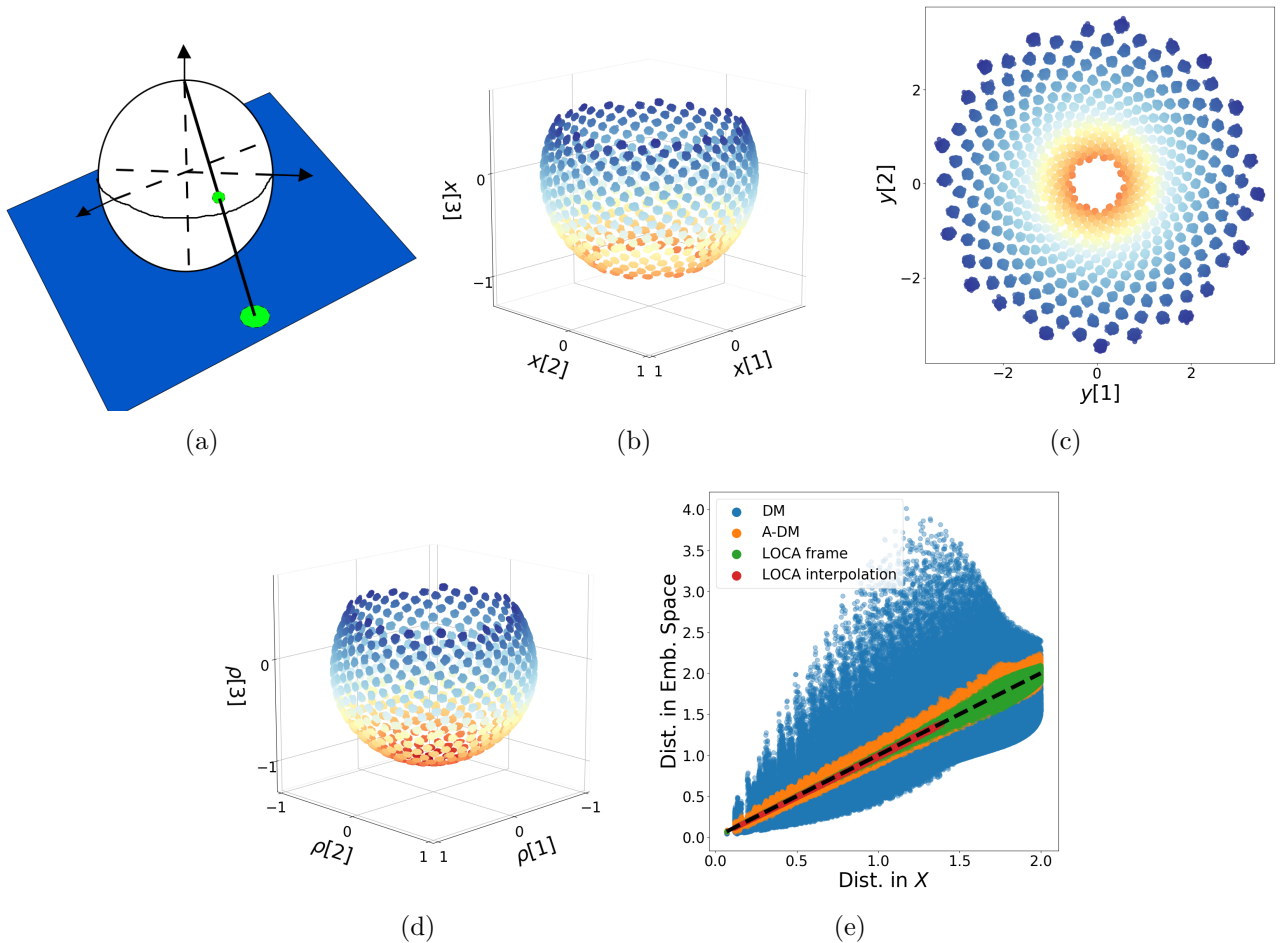 0
−1
x[3]
x[2]
0
1
1
0
x[1]
2
0
−2
y[2]
−2
0
2
y[1]
(a)
(b)
(c)
0
−1
ρ[3]
−1
0
1
ρ[2]
1
0
−1
ρ[1]
DM
A-DM
LOCA frame
LOCA interpolation
4.0
3.5
3.0
2.5
2.0
1.5
1.0
0.5
0.0
Dist. in Emb. Space
0.0
0.5
1.0
1.5
2.0
Dist. in X
(d)
(e)